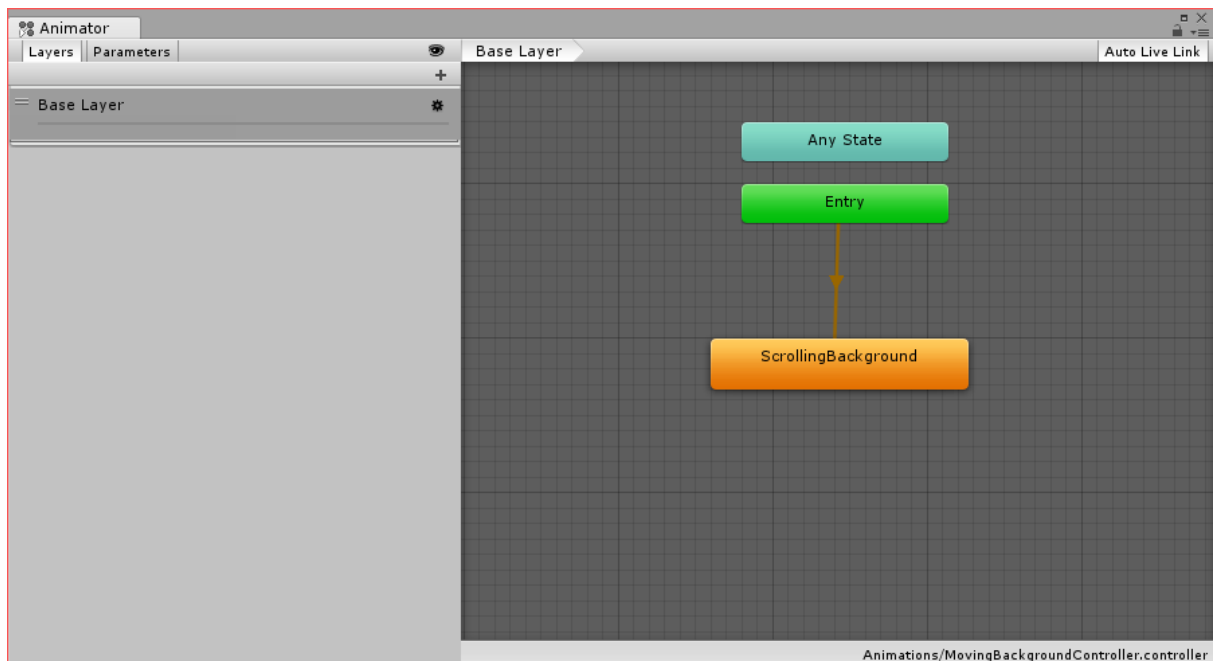 Animator
Layers Parameters
Base Layer
Auto Live Link
Base Layer
Any State
Entry
ScrollingBackground
Animations/MovingBackgroundController.controller